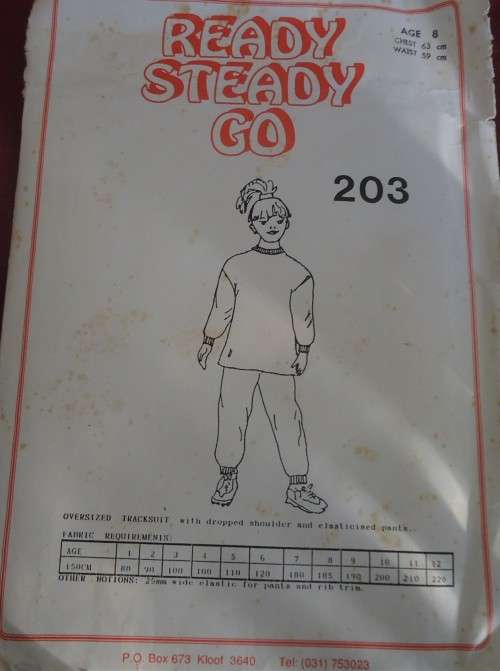 READY
STEADY
GO
AGE 8
CHEST 63 cm
WAIST 59 cm
203
OVERSIZED TRACKSUIT with dropped shoulder and elasticised pants.
FABRIC REQUIREMENTS:
AGE 1 2 3 4 5 6 7 8 9 10 11 12
150CM 80 90 100 100 110 120 180 185 190 200 210 220
OTHER NOTIONS: 25mm wide elastic for pants and rib trim.
P.O. Box 673 Kloof 3640 Tel: (031) 753023